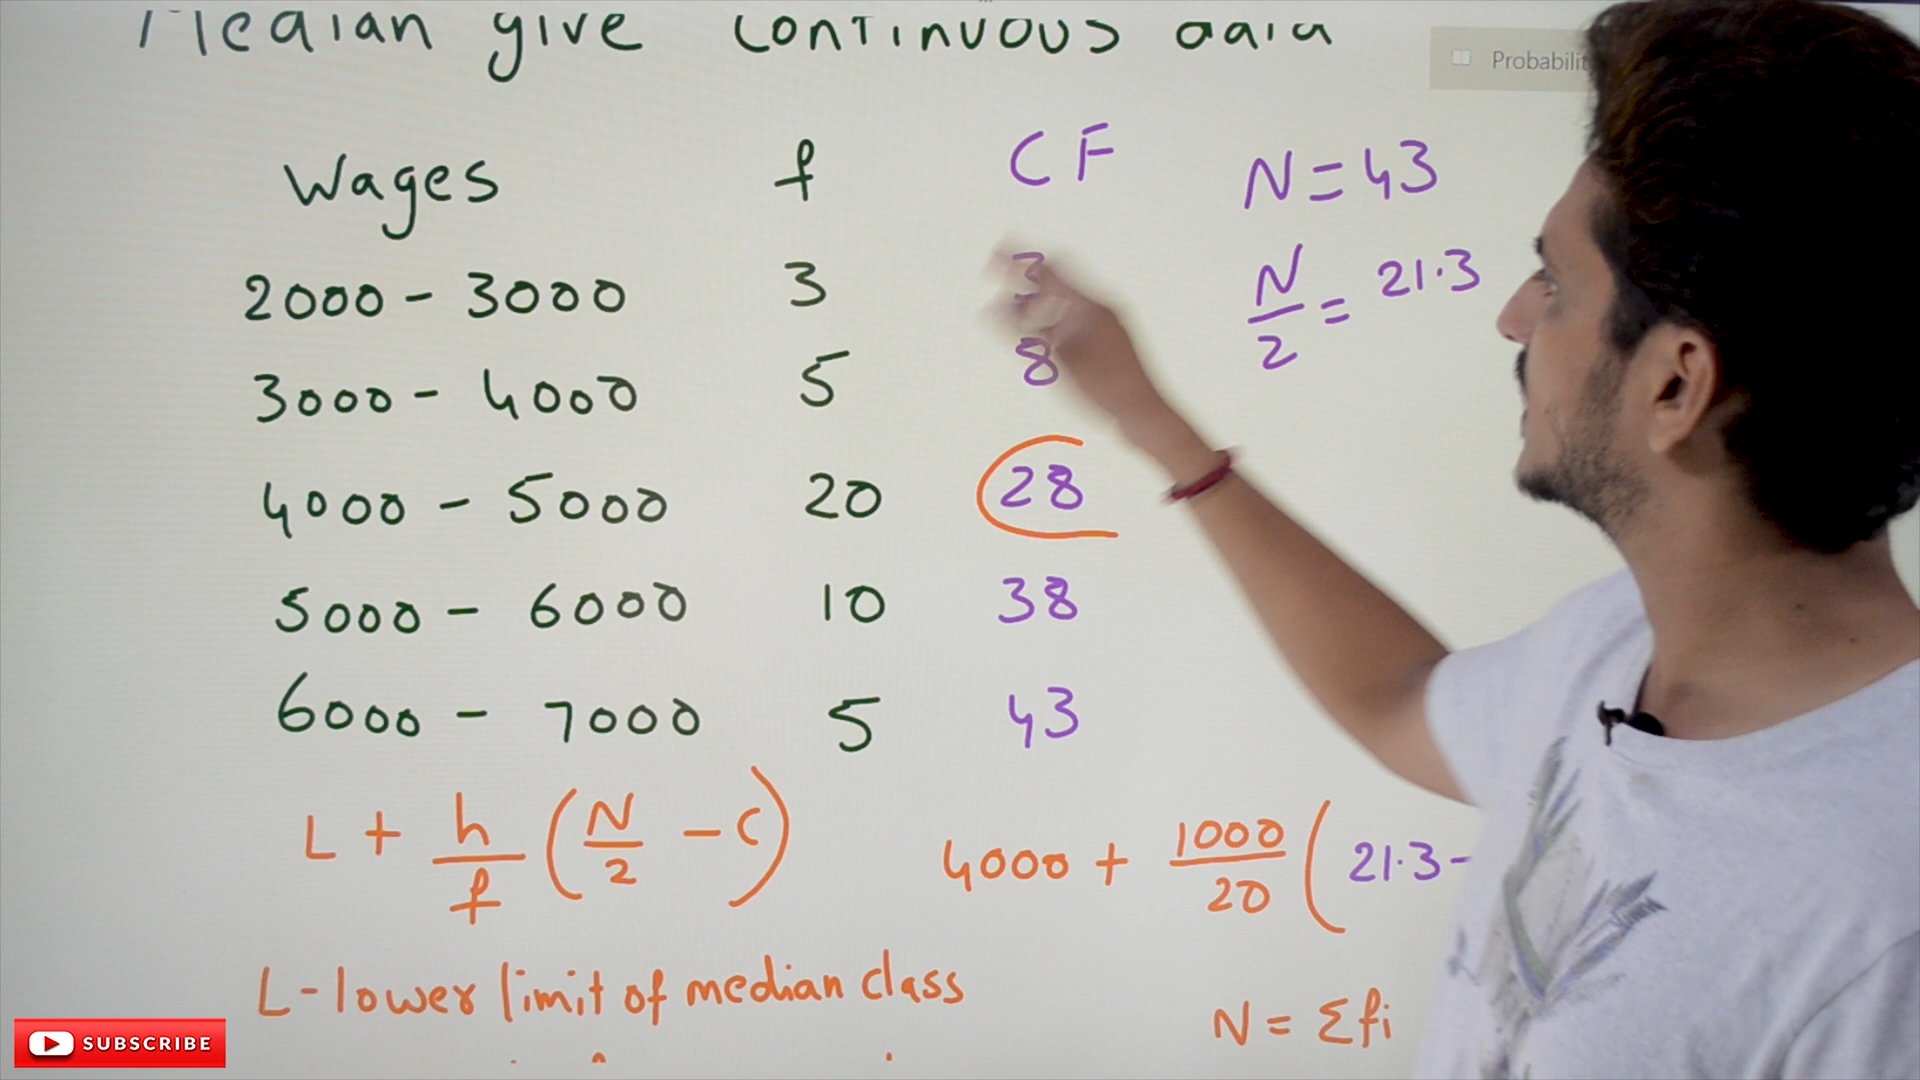 Median give continuous data
Probabilit
Wages f CF
N = 43
2000 - 3000 3 3
N/2 = 21.3
3000 - 4000 5 8
4000 - 5000 20 28
5000 - 6000 10 38
6000 - 7000 5 43
L + h/f (N/2 - C)
4000 + 1000/20 (21.3 -
L - lower limit of median class
N = Σfi
SUBSCRIBE